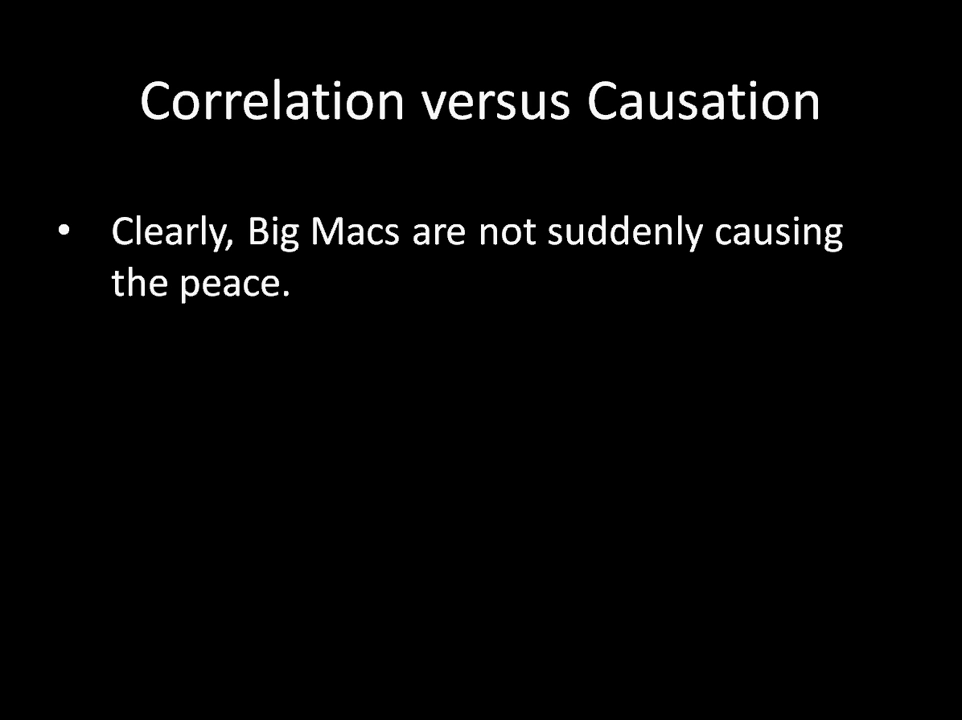 Correlation versus Causation
• Clearly, Big Macs are not suddenly causing
the peace.